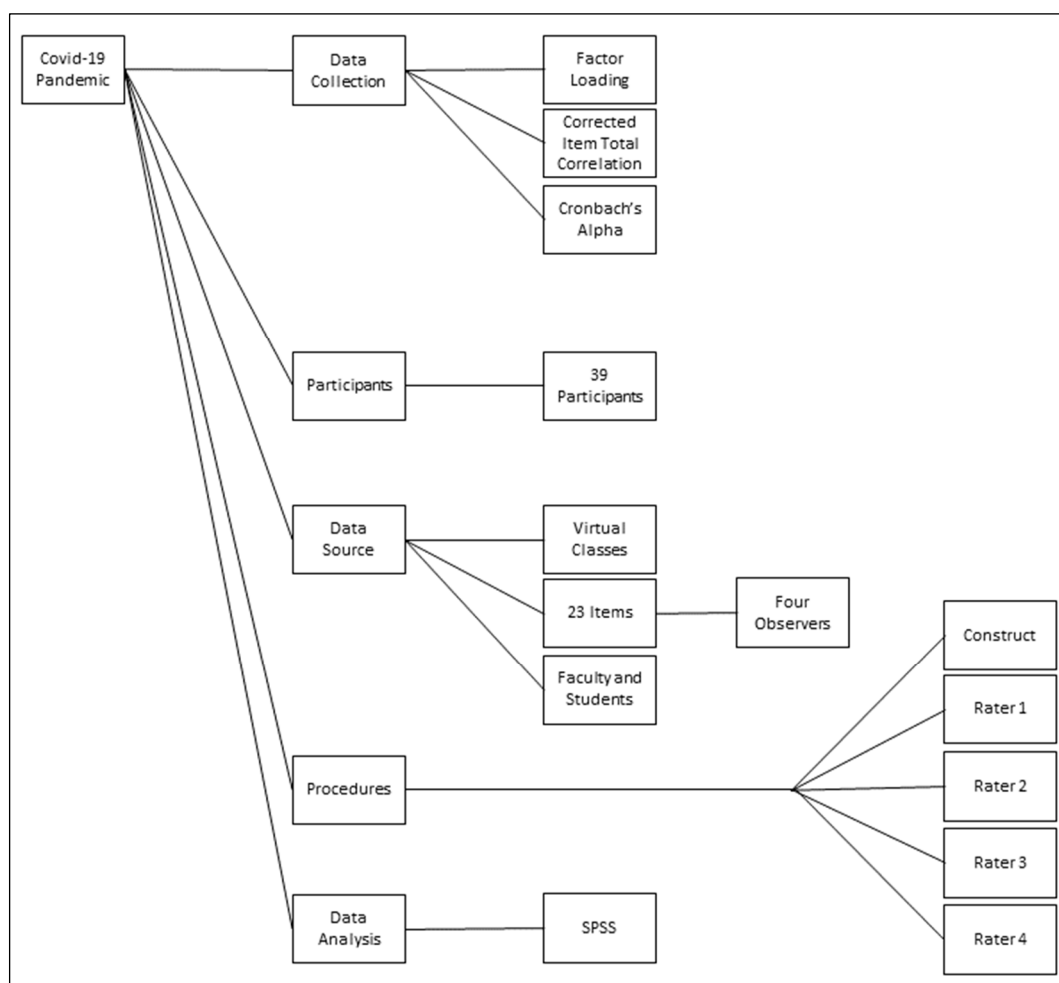 Covid-19
Pandemic
Data
Collection
Factor
Loading
Corrected
Item Total
Correlation
Cronbach's
Alpha
Participants
39
Participants
Data
Source
Virtual
Classes
23 Items
Four
Observers
Faculty and
Students
Procedures
Construct
Rater 1
Rater 2
Rater 3
Rater 4
Data
Analysis
SPSS